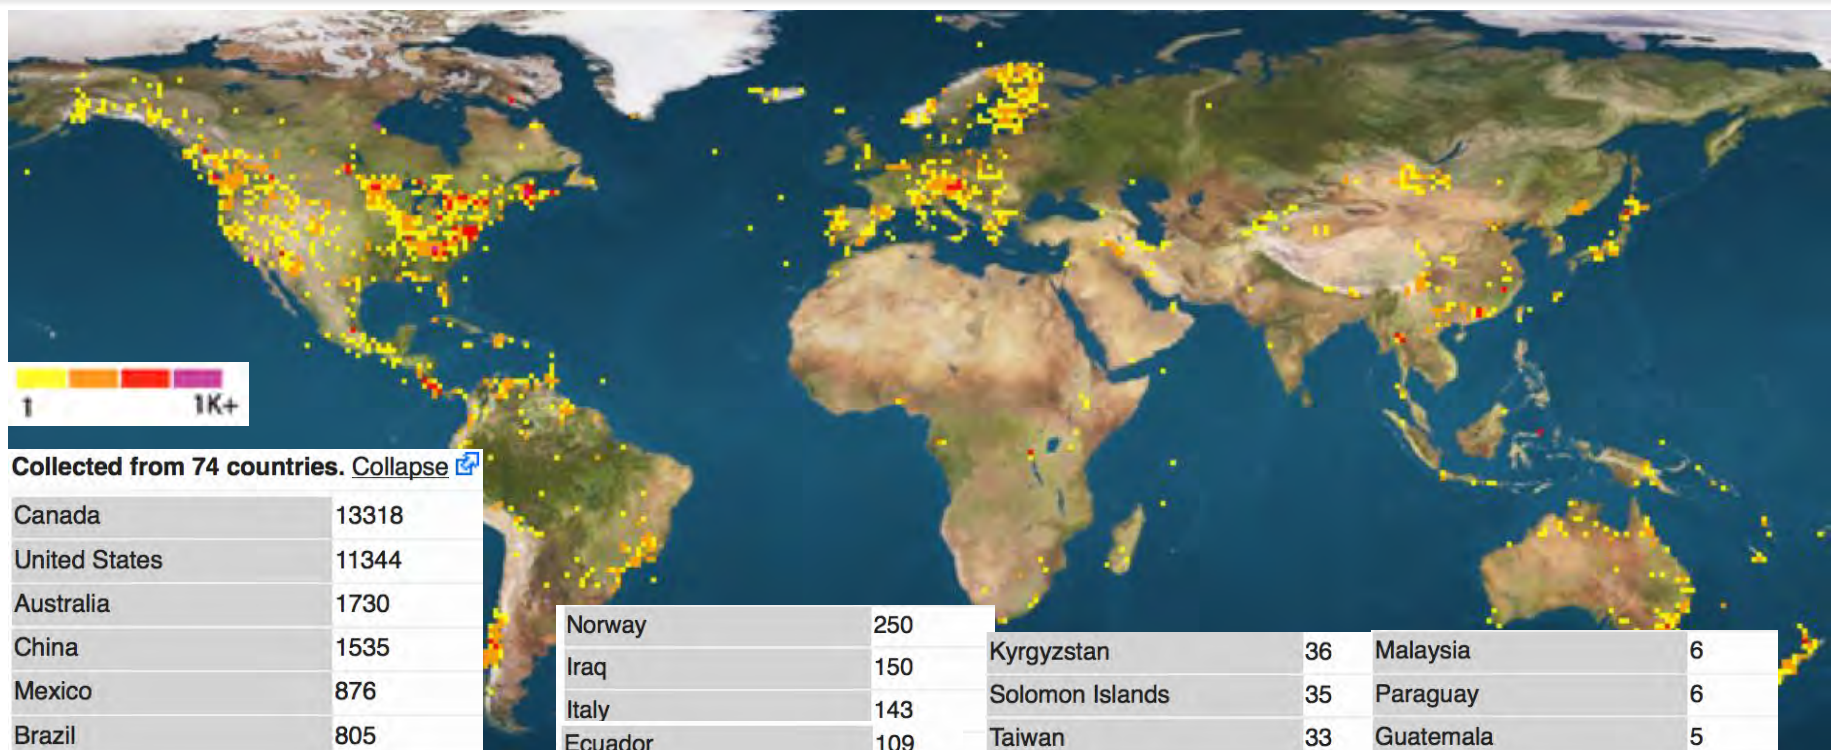 1
1K+
Collected from 74 countries. Collapse
Canada 13318
United States 11344
Australia 1730
China 1535
Mexico 876
Brazil 805
Norway 250
Iraq 150
Italy 143
Ecuador 109
Kyrgyzstan 36
Solomon Islands 35
Taiwan 33
Malaysia 6
Paraguay 6
Guatemala 5